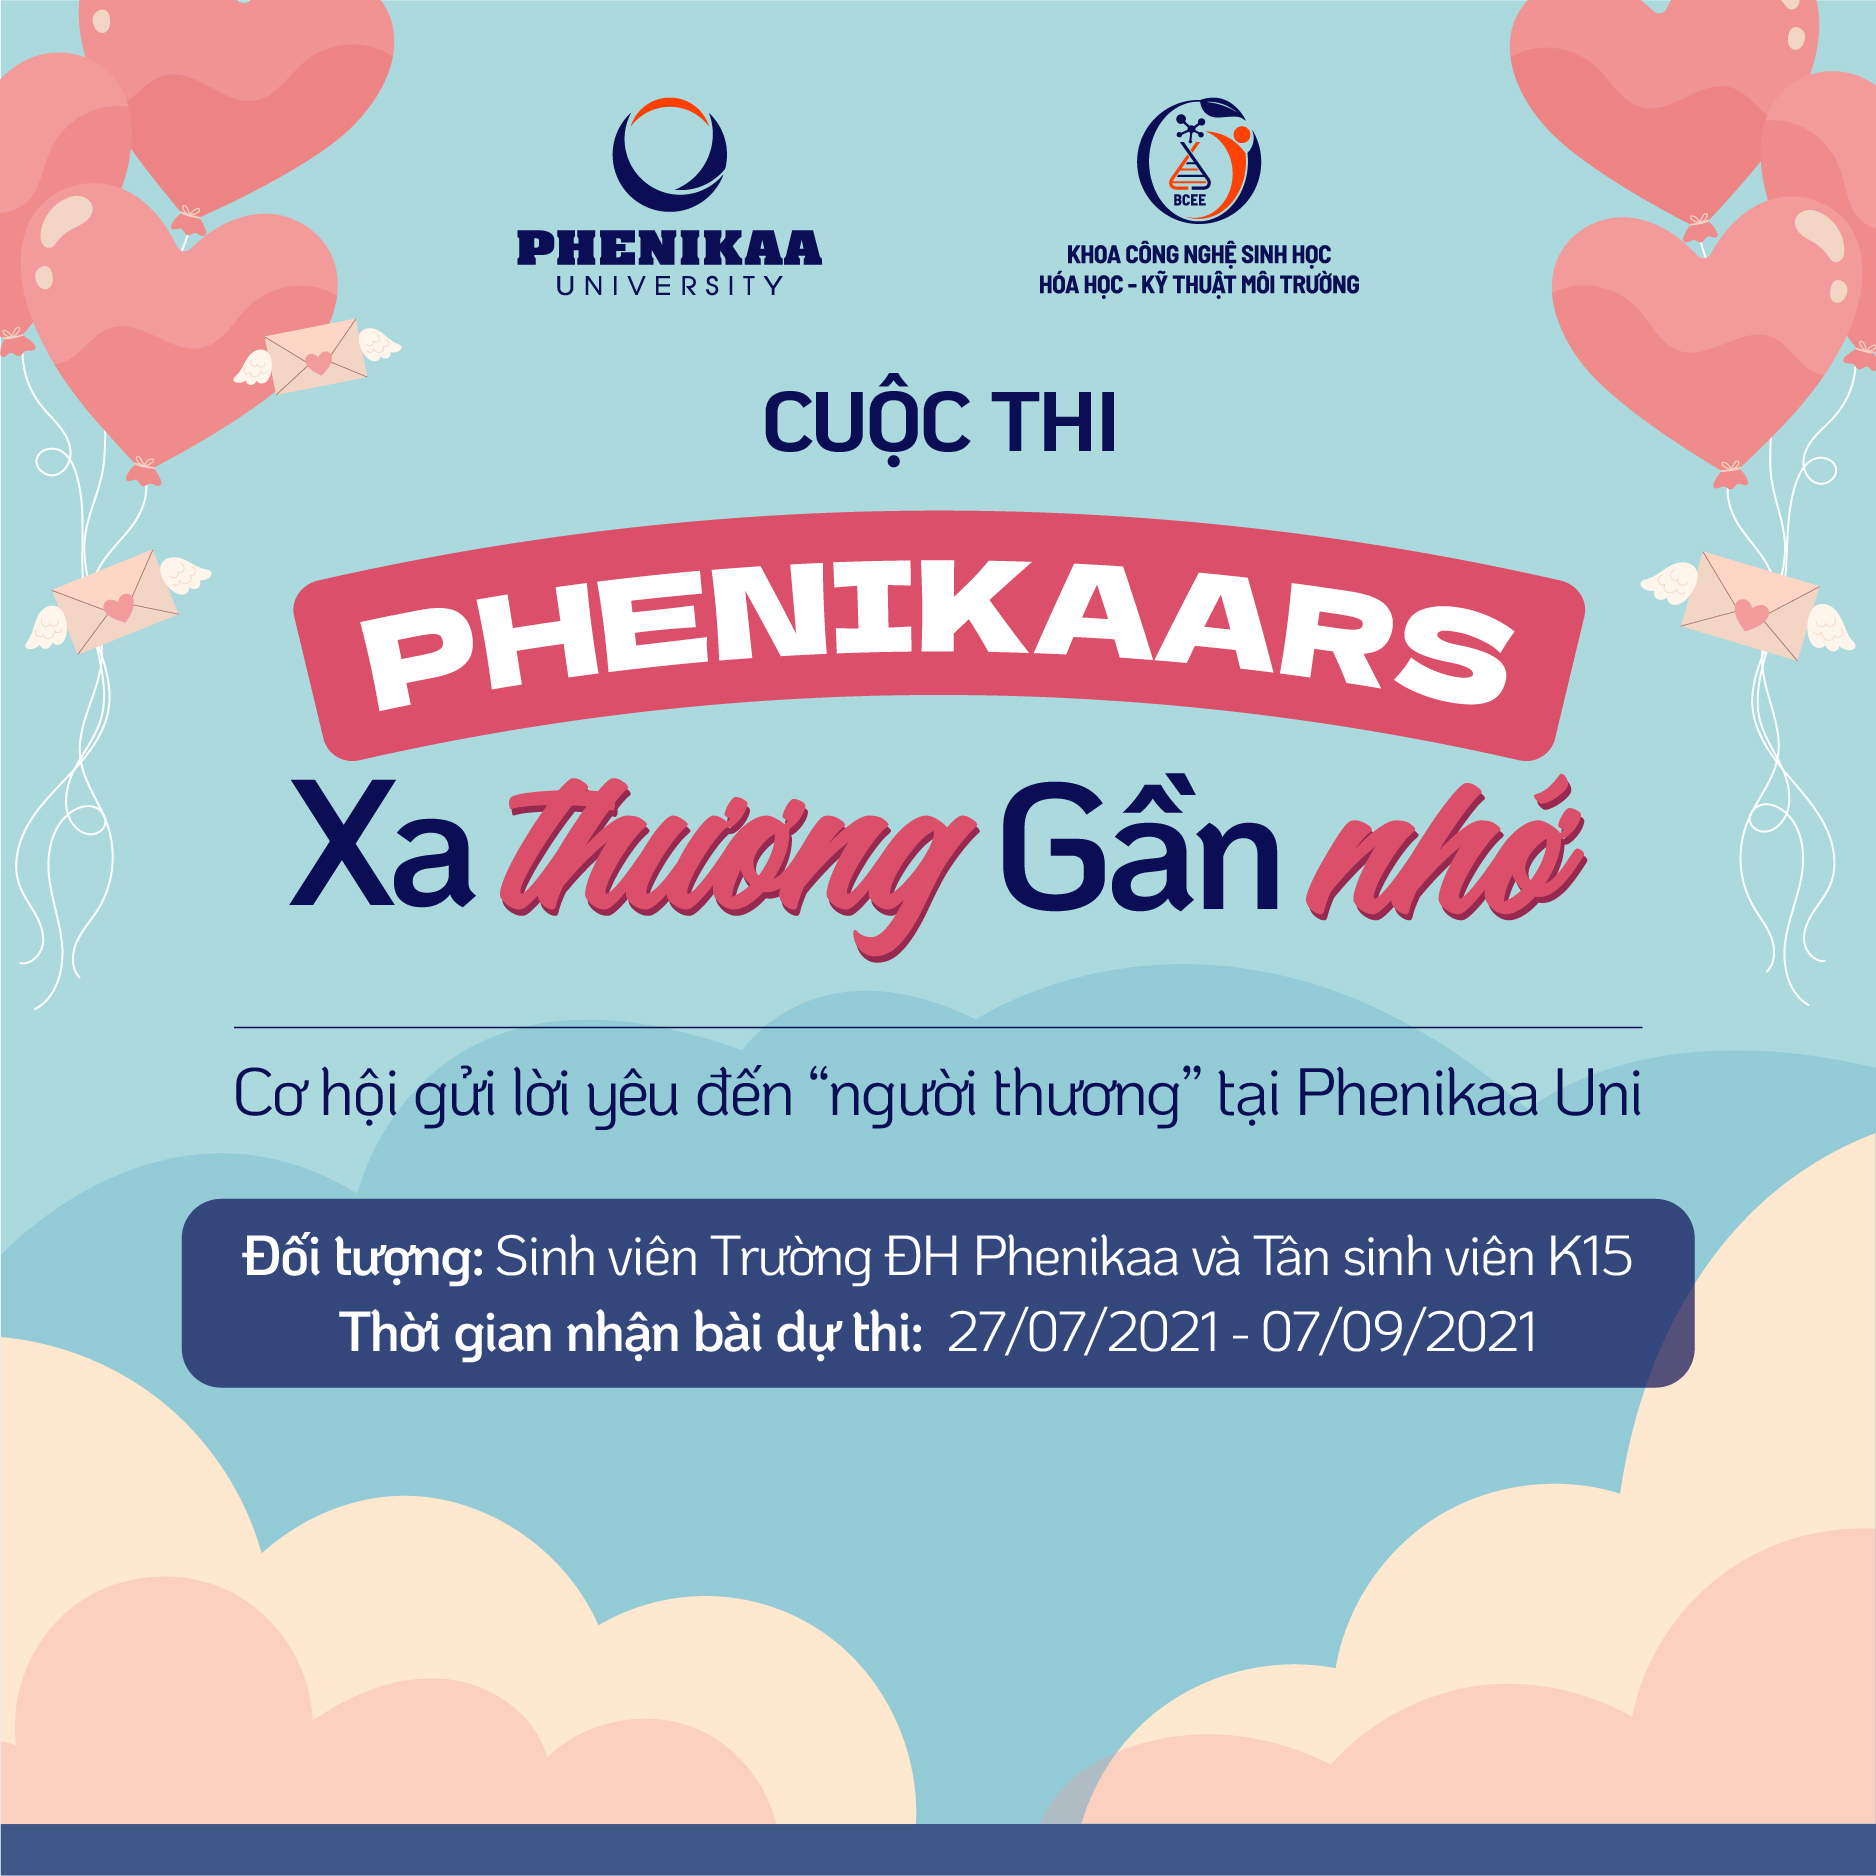 PHENIKAA
UNIVERSITY
BCEE
KHOA CÔNG NGHỆ SINH HỌC
HÓA HỌC - KỸ THUẬT MÔI TRƯỜNG
CUỘC THI
PHENIKAARS
Xa thương Gần nhớ
Cơ hội gửi lời yêu đến “người thương” tại Phenikaa Uni
Đối tượng: Sinh viên Trường ĐH Phenikaa và Tân sinh viên K15
Thời gian nhận bài dự thi: 27/07/2021 - 07/09/2021